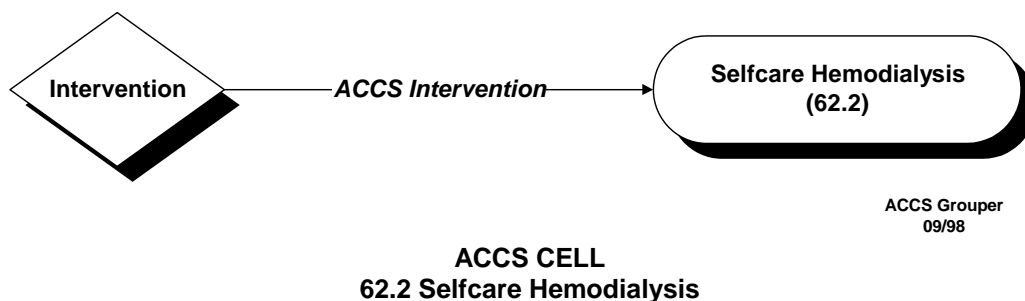 Intervention
ACCS Intervention
Selfcare Hemodialysis
(62.2)
ACCS Grouper
09/98
ACCS CELL
62.2 Selfcare Hemodialysis